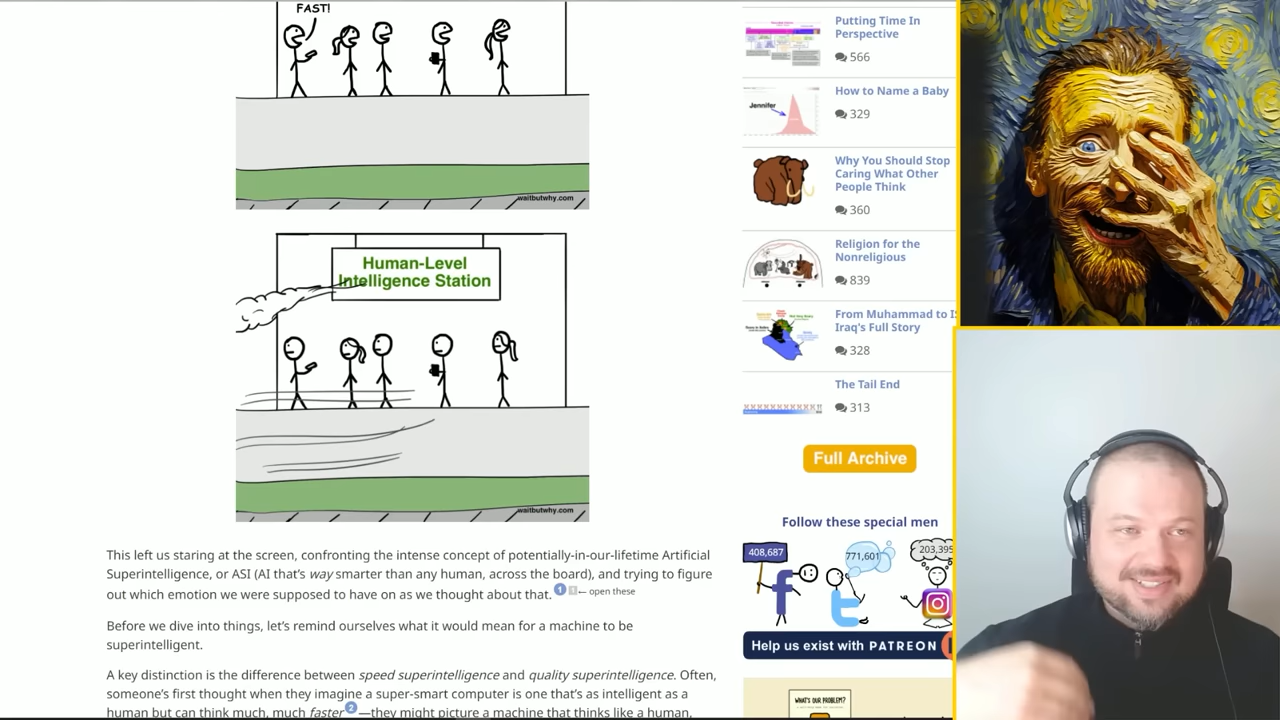 FAST!
waitbutwhy.com
Human-Level
Intelligence Station
waitbutwhy.com
This left us staring at the screen, confronting the intense concept of potentially-in-our-lifetime Artificial
Superintelligence, or ASI (AI that's way smarter than any human, across the board), and trying to figure
out which emotion we were supposed to have on as we thought about that. 1 1 ← open these
Before we dive into things, let's remind ourselves what it would mean for a machine to be
superintelligent.
A key distinction is the difference between speed superintelligence and quality superintelligence. Often,
someone's first thought when they imagine a super-smart computer is one that's as intelligent as a
human but can think much, much faster 2 —they might picture a machine that thinks like a human,
Putting Time In
Perspective
566
How to Name a Baby
Jennifer
329
Why You Should Stop
Caring What Other
People Think
360
Religion for the
Nonreligious
839
From Muhammad to
Iraq's Full Story
328
The Tail End
313
Full Archive
Follow these special men
408,687
771,601
203,395
Help us exist with PATREON
WHAT'S OUR PROBLEM?